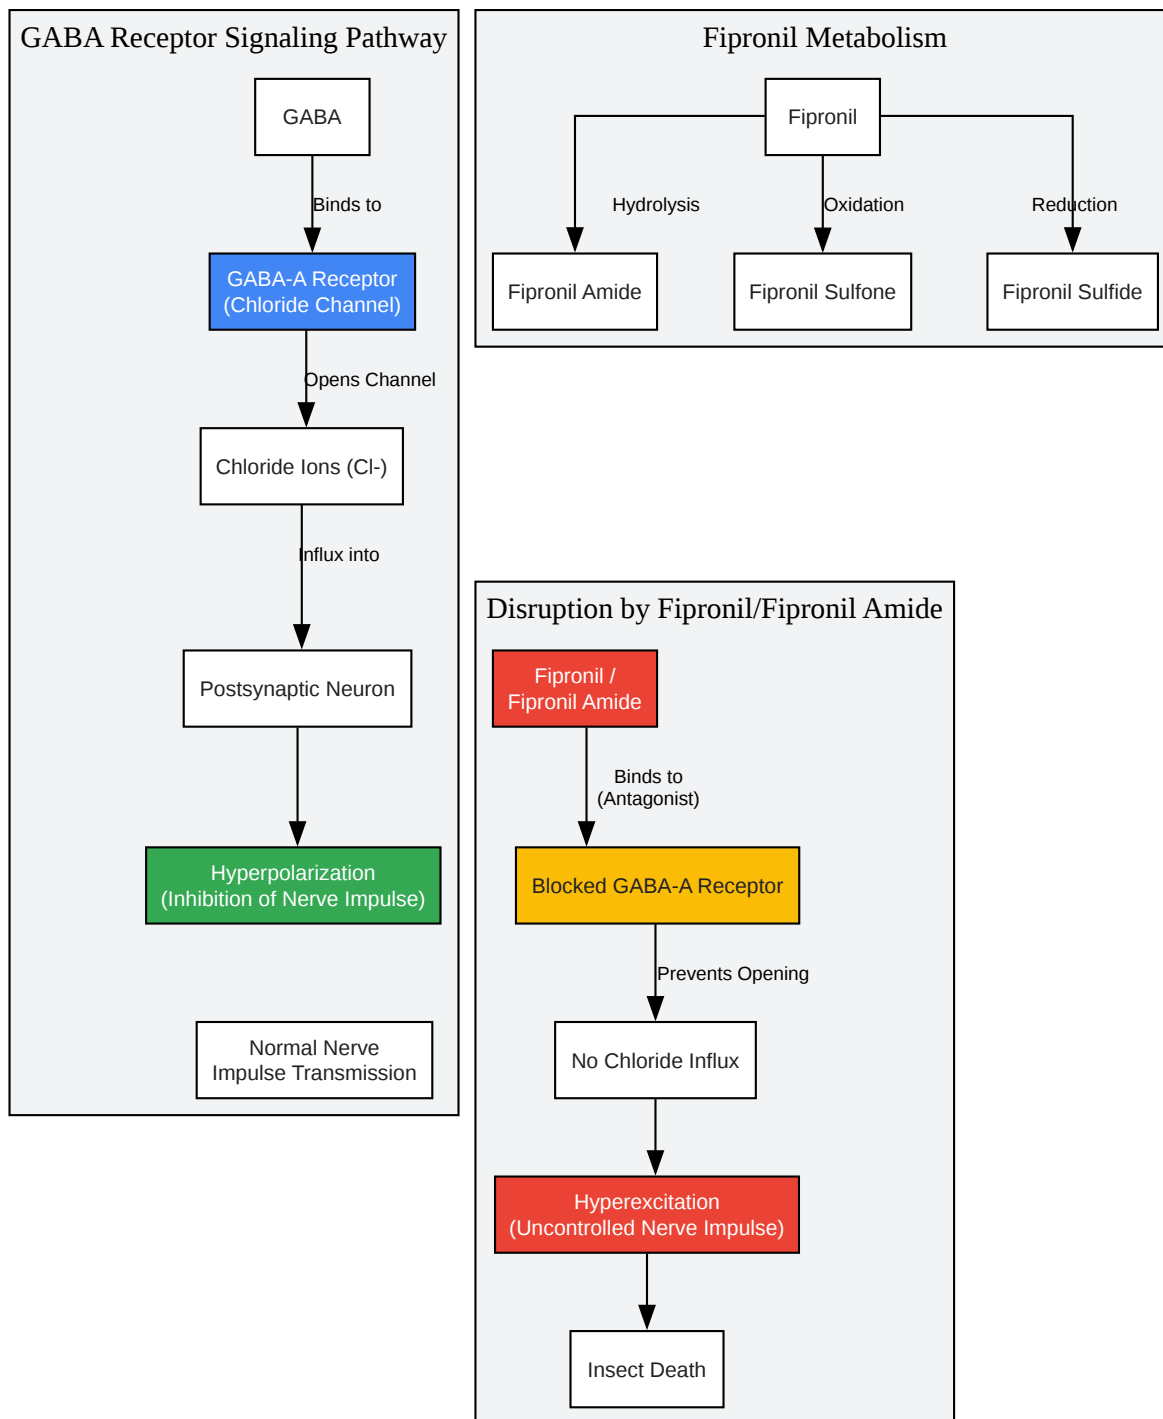 GABA Receptor Signaling Pathway
GABA
Binds to
GABA-A Receptor
(Chloride Channel)
Opens Channel
Chloride Ions (Cl-)
Influx into
Postsynaptic Neuron
Hyperpolarization
(Inhibition of Nerve Impulse)
Normal Nerve
Impulse Transmission
Fipronil Metabolism
Fipronil
Hydrolysis
Oxidation
Reduction
Fipronil Amide
Fipronil Sulfone
Fipronil Sulfide
Disruption by Fipronil/Fipronil Amide
Fipronil /
Fipronil Amide
Binds to
(Antagonist)
Blocked GABA-A Receptor
Prevents Opening
No Chloride Influx
Hyperexcitation
(Uncontrolled Nerve Impulse)
Insect Death